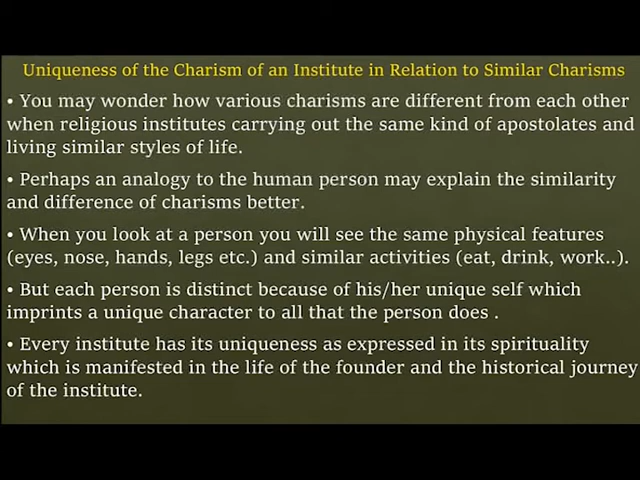 Uniqueness of the Charism of an Institute in Relation to Similar Charisms
• You may wonder how various charisms are different from each other
when religious institutes carrying out the same kind of apostolates and
living similar styles of life.
• Perhaps an analogy to the human person may explain the similarity
and difference of charisms better.
• When you look at a person you will see the same physical features
(eyes, nose, hands, legs etc.) and similar activities (eat, drink, work..).
• But each person is distinct because of his/her unique self which
imprints a unique character to all that the person does .
• Every institute has its uniqueness as expressed in its spirituality
which is manifested in the life of the founder and the historical journey
of the institute.